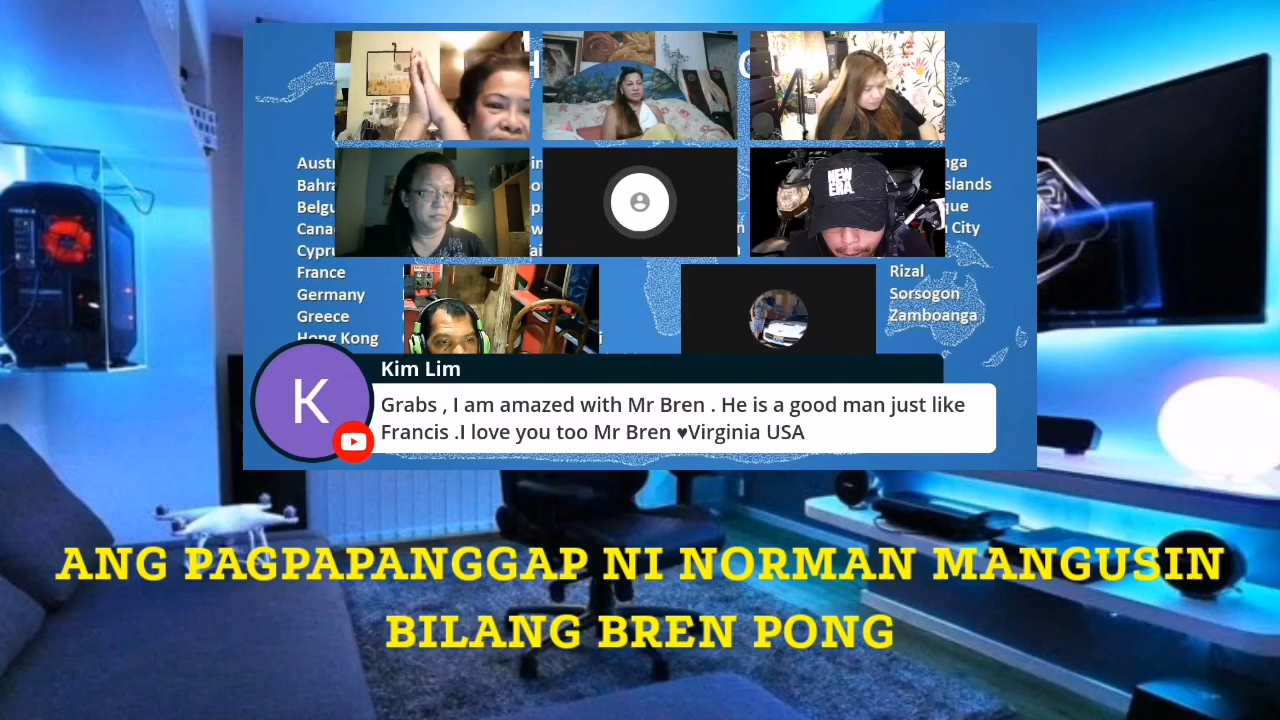 H
NEW
ERA
Austr
Bahra
Belgu
Cana
Cypru
France
Germany
Greece
Hong Kong
nga
slands
que
City
Rizal
Sorsogon
Zamboanga
K
Kim Lim
Grabs , I am amazed with Mr Bren . He is a good man just like
Francis .I love you too Mr Bren ♥Virginia USA
ANG PAGPAPANGGAP NI NORMAN MANGUSIN
BILANG BREN PONG